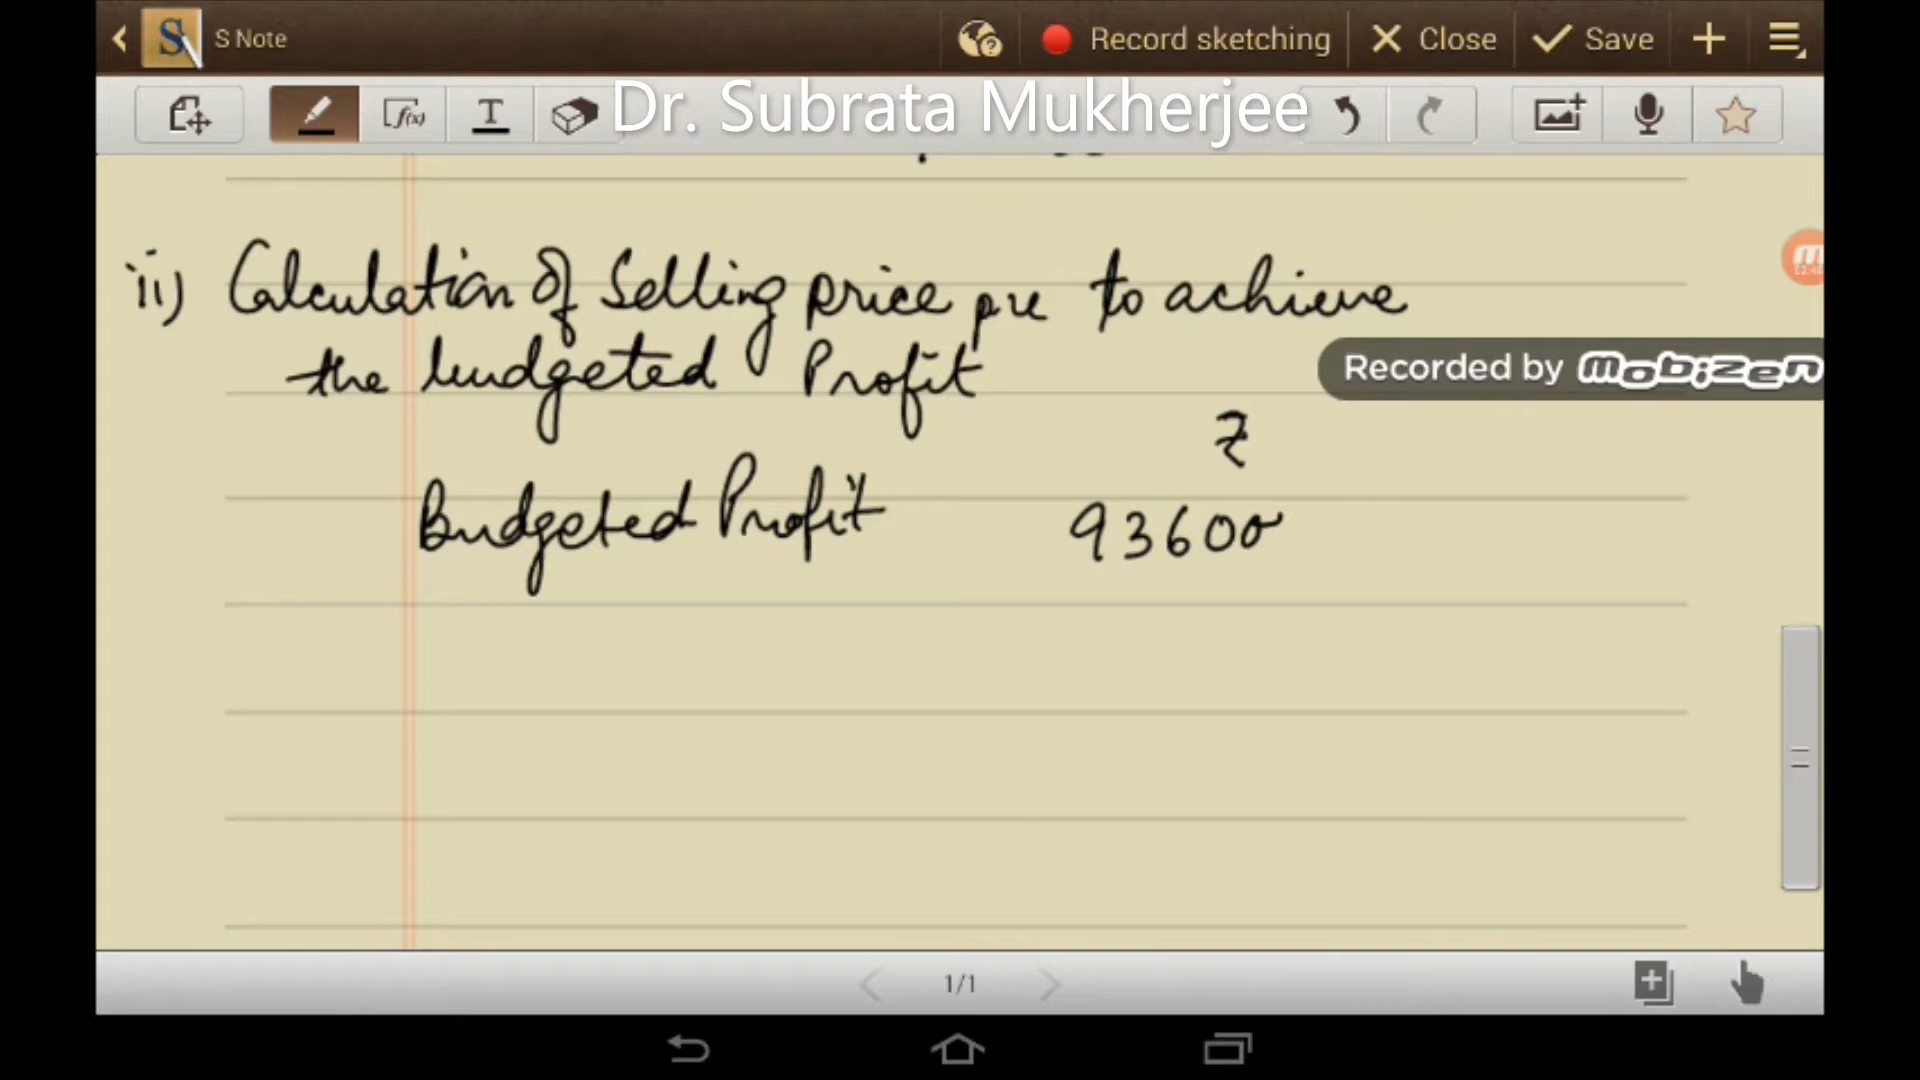 S Note
Record sketching
Close
Save
Dr. Subrata Mukherjee
ii) Calculation of Selling price pre to achieve
the budgeted Profit
Recorded by mobizen
₹
Budgeted Profit 93600
1/1